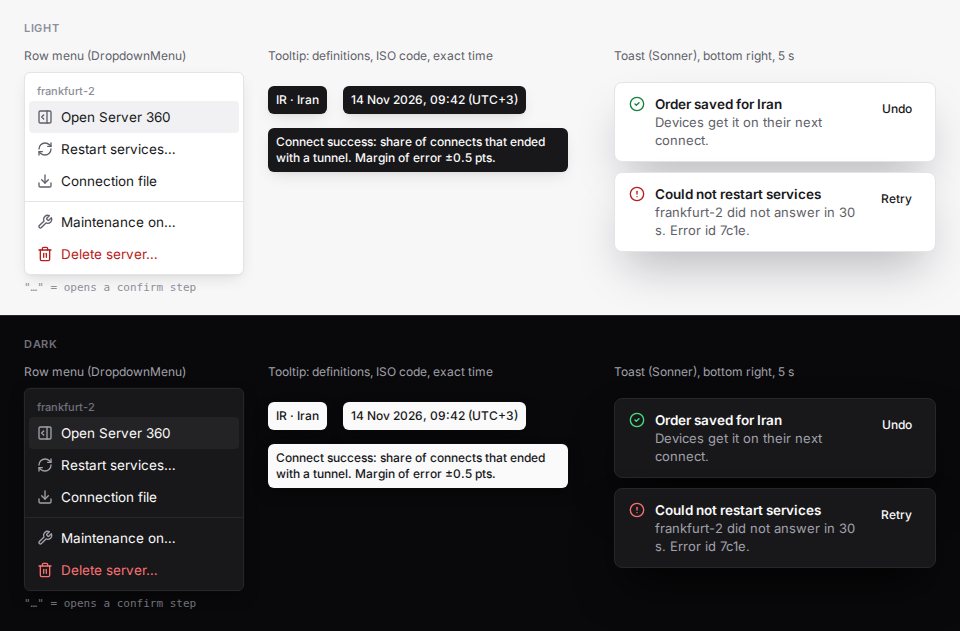 LIGHT
Row menu (DropdownMenu)
frankfurt-2
Open Server 360
Restart services...
Connection file
Maintenance on...
Delete server...
"…" = opens a confirm step
Tooltip: definitions, ISO code, exact time
IR · Iran
14 Nov 2026, 09:42 (UTC+3)
Connect success: share of connects that ended
with a tunnel. Margin of error ±0.5 pts.
Toast (Sonner), bottom right, 5 s
Order saved for Iran
Devices get it on their next
connect.
Undo
Could not restart services
frankfurt-2 did not answer in 30
s. Error id 7c1e.
Retry
DARK
Row menu (DropdownMenu)
frankfurt-2
Open Server 360
Restart services...
Connection file
Maintenance on...
Delete server...
"…" = opens a confirm step
Tooltip: definitions, ISO code, exact time
IR · Iran
14 Nov 2026, 09:42 (UTC+3)
Connect success: share of connects that ended
with a tunnel. Margin of error ±0.5 pts.
Toast (Sonner), bottom right, 5 s
Order saved for Iran
Devices get it on their next
connect.
Undo
Could not restart services
frankfurt-2 did not answer in 30
s. Error id 7c1e.
Retry